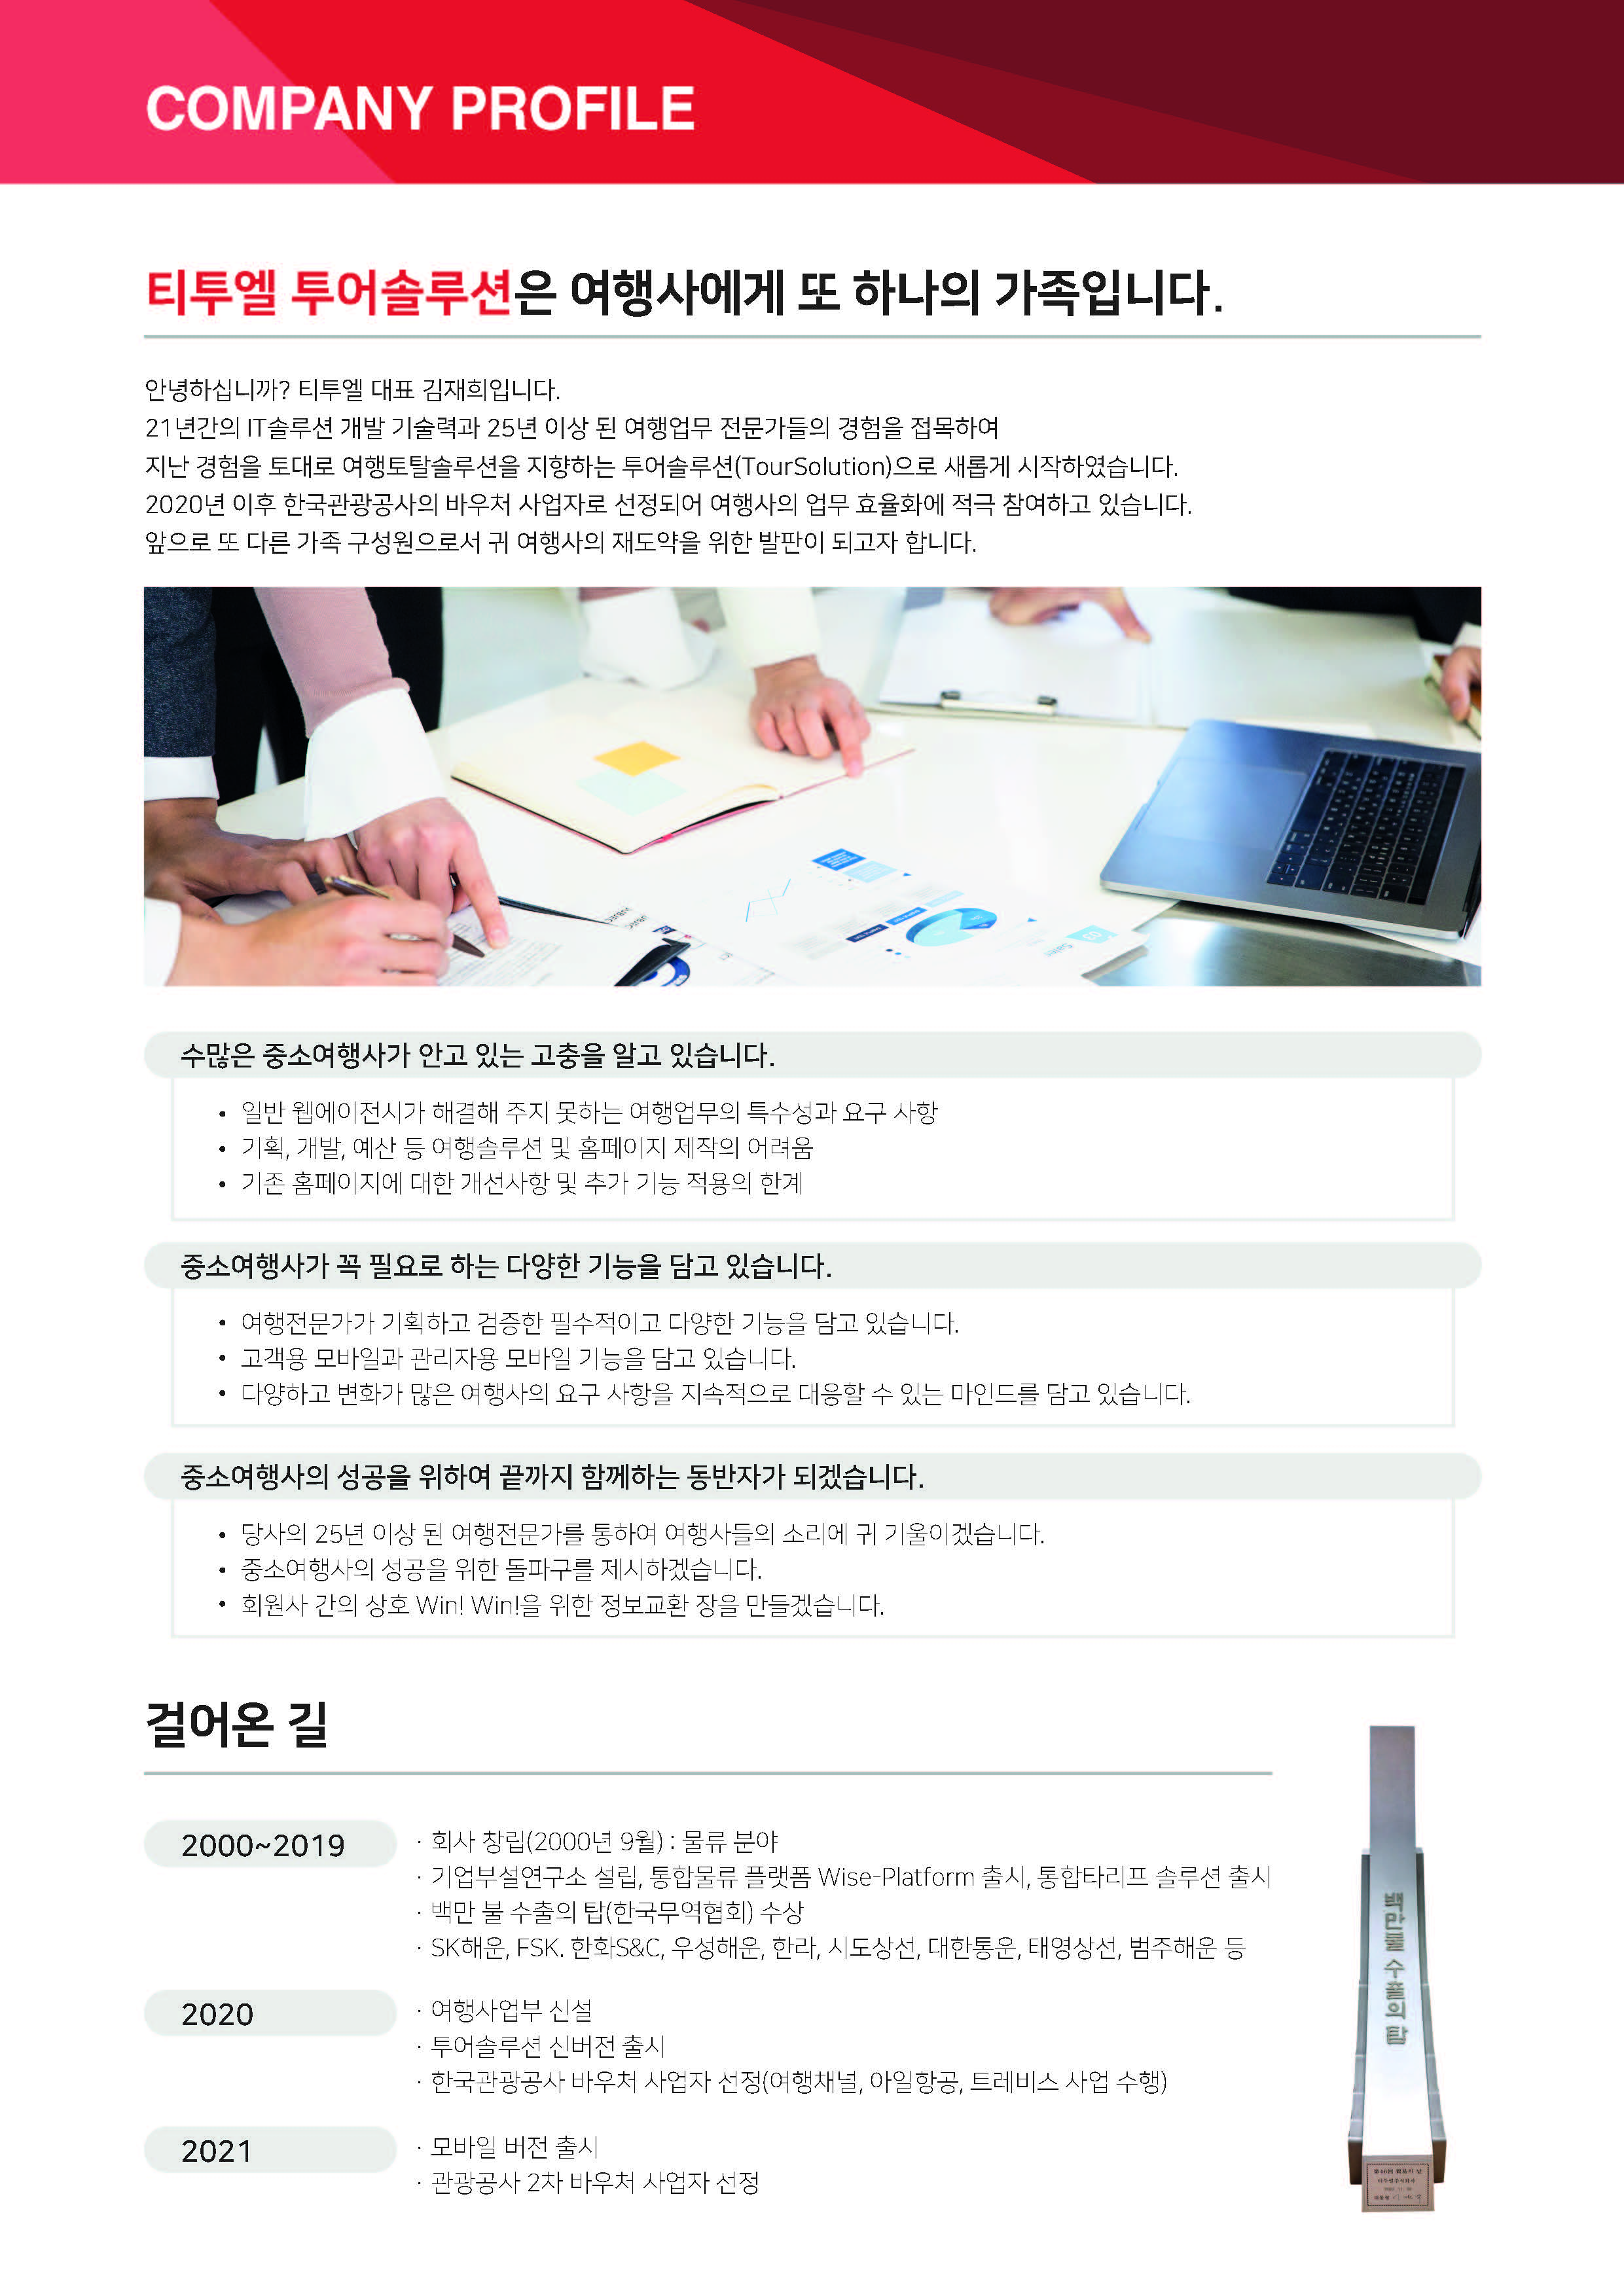 COMPANY PROFILE
티투엘 투어솔루션은 여행사에게 또 하나의 가족입니다.
안녕하십니까? 티투엘 대표 김재희입니다.
21년간의 IT솔루션 개발 기술력과 25년 이상 된 여행업무 전문가들의 경험을 접목하여
지난 경험을 토대로 여행토탈솔루션을 지향하는 투어솔루션(TourSolution)으로 새롭게 시작하였습니다.
2020년 이후 한국관광공사의 바우처 사업자로 선정되어 여행사의 업무 효율화에 적극 참여하고 있습니다.
앞으로 또 다른 가족 구성원으로서 귀 여행사의 재도약을 위한 발판이 되고자 합니다.
수많은 중소여행사가 안고 있는 고충을 알고 있습니다.
• 일반 웹에이전시가 해결해 주지 못하는 여행업무의 특수성과 요구 사항
• 기획, 개발, 예산 등 여행솔루션 및 홈페이지 제작의 어려움
• 기존 홈페이지에 대한 개선사항 및 추가 기능 적용의 한계
중소여행사가 꼭 필요로 하는 다양한 기능을 담고 있습니다.
• 여행전문가가 기획하고 검증한 필수적이고 다양한 기능을 담고 있습니다.
• 고객용 모바일과 관리자용 모바일 기능을 담고 있습니다.
• 다양하고 변화가 많은 여행사의 요구 사항을 지속적으로 대응할 수 있는 마인드를 담고 있습니다.
중소여행사의 성공을 위하여 끝까지 함께하는 동반자가 되겠습니다.
• 당사의 25년 이상 된 여행전문가를 통하여 여행사들의 소리에 귀 기울이겠습니다.
• 중소여행사의 성공을 위한 돌파구를 제시하겠습니다.
• 회원사 간의 상호 Win! Win!을 위한 정보교환 장을 만들겠습니다.
걸어온 길
2000~2019
· 회사 창립(2000년 9월) : 물류 분야
· 기업부설연구소 설립, 통합물류 플랫폼 Wise-Platform 출시, 통합타리프 솔루션 출시
· 백만 불 수출의 탑(한국무역협회) 수상
· SK해운, FSK. 한화S&C, 우성해운, 한라, 시도상선, 대한통운, 태영상선, 범주해운 등
2020
· 여행사업부 신설
· 투어솔루션 신버전 출시
· 한국관광공사 바우처 사업자 선정(여행채널, 아일항공, 트레비스 사업 수행)
2021
· 모바일 버전 출시
· 관광공사 2차 바우처 사업자 선정
백만불 수출의 탑